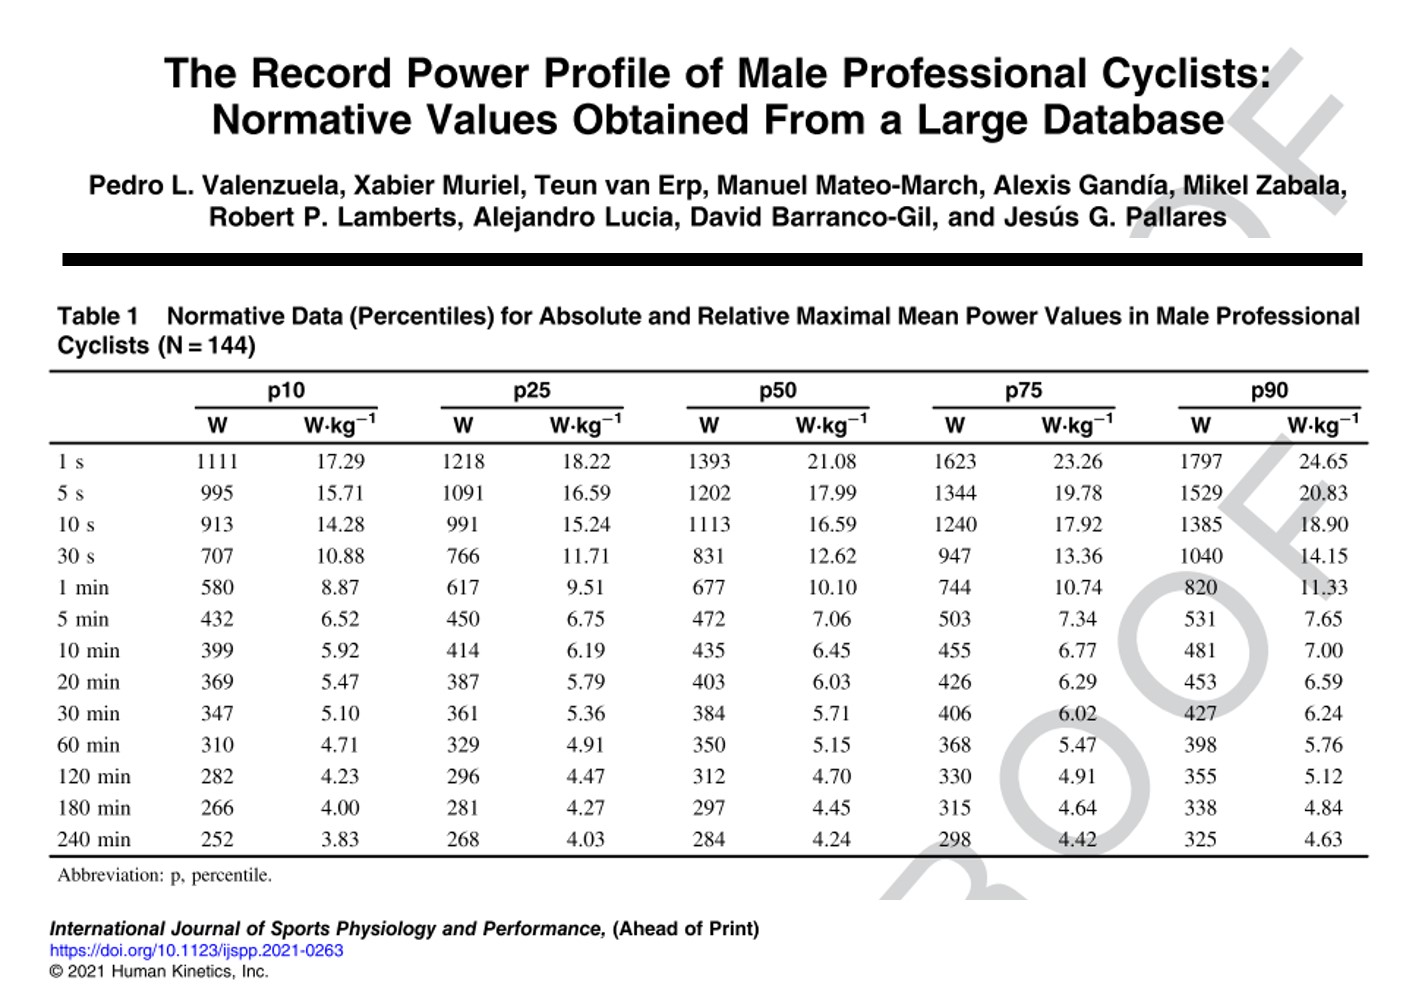 The Record Power Profile of Male Professional Cyclists:
Normative Values Obtained From a Large Database
Pedro L. Valenzuela, Xabier Muriel, Teun van Erp, Manuel Mateo-March, Alexis Gandía, Mikel Zabala,
Robert P. Lamberts, Alejandro Lucia, David Barranco-Gil, and Jesús G. Pallares
Table 1 Normative Data (Percentiles) for Absolute and Relative Maximal Mean Power Values in Male Professional
Cyclists (N = 144)
p10 p25 p50 p75 p90
W W·kg⁻¹ W W·kg⁻¹ W W·kg⁻¹ W W·kg⁻¹ W W·kg⁻¹
1 s 1111 17.29 1218 18.22 1393 21.08 1623 23.26 1797 24.65
5 s 995 15.71 1091 16.59 1202 17.99 1344 19.78 1529 20.83
10 s 913 14.28 991 15.24 1113 16.59 1240 17.92 1385 18.90
30 s 707 10.88 766 11.71 831 12.62 947 13.36 1040 14.15
1 min 580 8.87 617 9.51 677 10.10 744 10.74 820 11.33
5 min 432 6.52 450 6.75 472 7.06 503 7.34 531 7.65
10 min 399 5.92 414 6.19 435 6.45 455 6.77 481 7.00
20 min 369 5.47 387 5.79 403 6.03 426 6.29 453 6.59
30 min 347 5.10 361 5.36 384 5.71 406 6.02 427 6.24
60 min 310 4.71 329 4.91 350 5.15 368 5.47 398 5.76
120 min 282 4.23 296 4.47 312 4.70 330 4.91 355 5.12
180 min 266 4.00 281 4.27 297 4.45 315 4.64 338 4.84
240 min 252 3.83 268 4.03 284 4.24 298 4.42 325 4.63
Abbreviation: p, percentile.
International Journal of Sports Physiology and Performance, (Ahead of Print)
https://doi.org/10.1123/ijspp.2021-0263
© 2021 Human Kinetics, Inc.